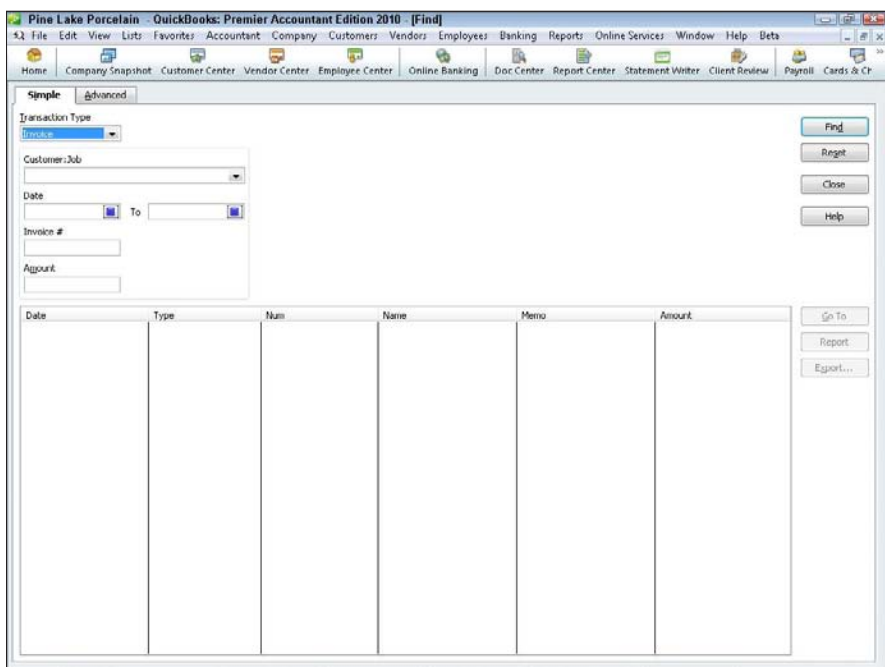 Pine Lake Porcelain - QuickBooks: Premier Accountant Edition 2010 - [Find]
File Edit View Lists Favorites Accountant Company Customers Vendors Employees Banking Reports Online Services Window Help Beta
Home Company Snapshot Customer Center Vendor Center Employee Center Online Banking Doc Center Report Center Statement Writer Client Review Payroll Cards & Cr
Simple Advanced
Transaction Type
Invoice
Customer:Job
Date
To
Invoice #
Amount
Find
Reset
Close
Help
Date Type Num Name Memo Amount
Go To
Report
Export...